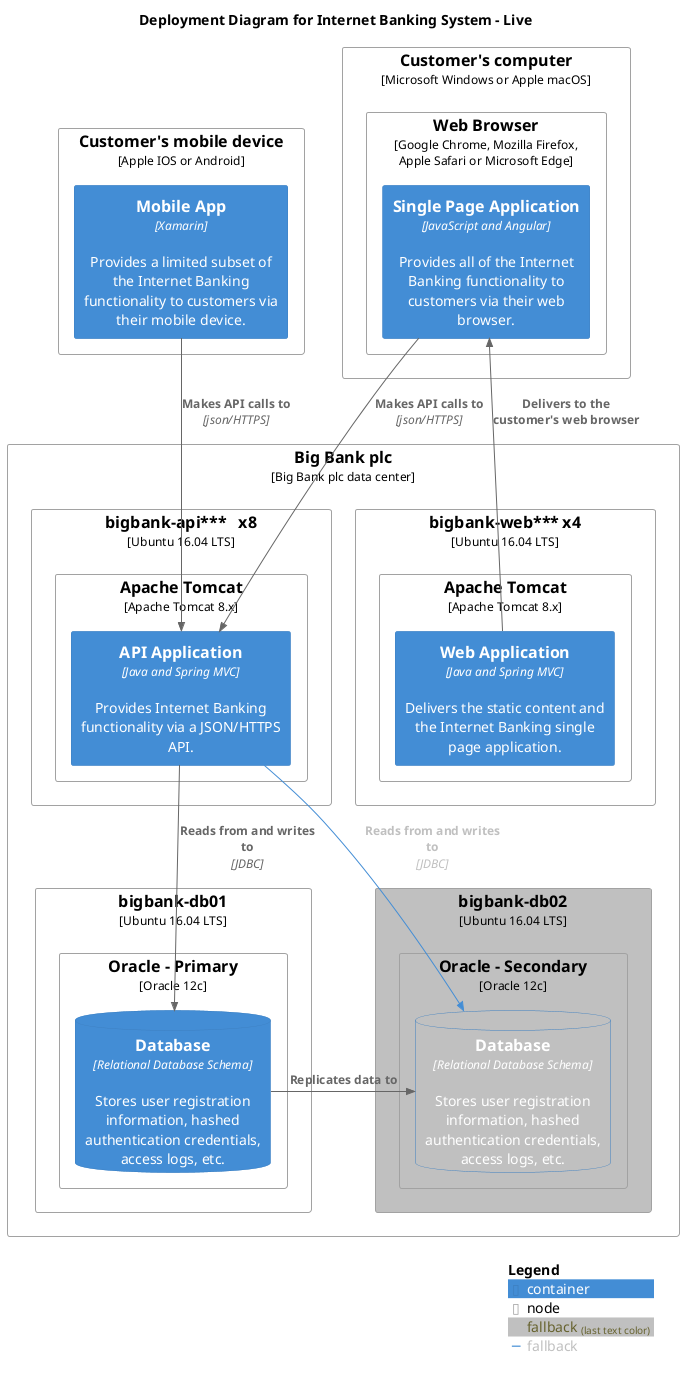 Deployment Diagram for Internet Banking System - Live
Customer's computer
[Microsoft Windows or Apple macOS]
Customer's mobile device
[Apple IOS or Android]
Web Browser
[Google Chrome, Mozilla Firefox,
Apple Safari or Microsoft Edge]
Mobile App
[Xamarin]
Provides a limited subset of
the Internet Banking
functionality to customers via
their mobile device.
Single Page Application
[JavaScript and Angular]
Provides all of the Internet
Banking functionality to
customers via their web
browser.
Makes API calls to
[json/HTTPS]
Makes API calls to
[json/HTTPS]
Delivers to the
customer's web browser
Big Bank plc
[Big Bank plc data center]
bigbank-api*** x8
[Ubuntu 16.04 LTS]
Apache Tomcat
[Apache Tomcat 8.x]
API Application
[Java and Spring MVC]
Provides Internet Banking
functionality via a JSON/HTTPS
API.
bigbank-web*** x4
[Ubuntu 16.04 LTS]
Apache Tomcat
[Apache Tomcat 8.x]
Web Application
[Java and Spring MVC]
Delivers the static content and
the Internet Banking single
page application.
Reads from and writes
to
[JDBC]
Reads from and writes
to
[JDBC]
bigbank-db01
[Ubuntu 16.04 LTS]
Oracle - Primary
[Oracle 12c]
Database
[Relational Database Schema]
Stores user registration
information, hashed
authentication credentials,
access logs, etc.
Replicates data to
bigbank-db02
[Ubuntu 16.04 LTS]
Oracle - Secondary
[Oracle 12c]
Database
[Relational Database Schema]
Stores user registration
information, hashed
authentication credentials,
access logs, etc.
Legend
container
node
fallback (last text color)
fallback